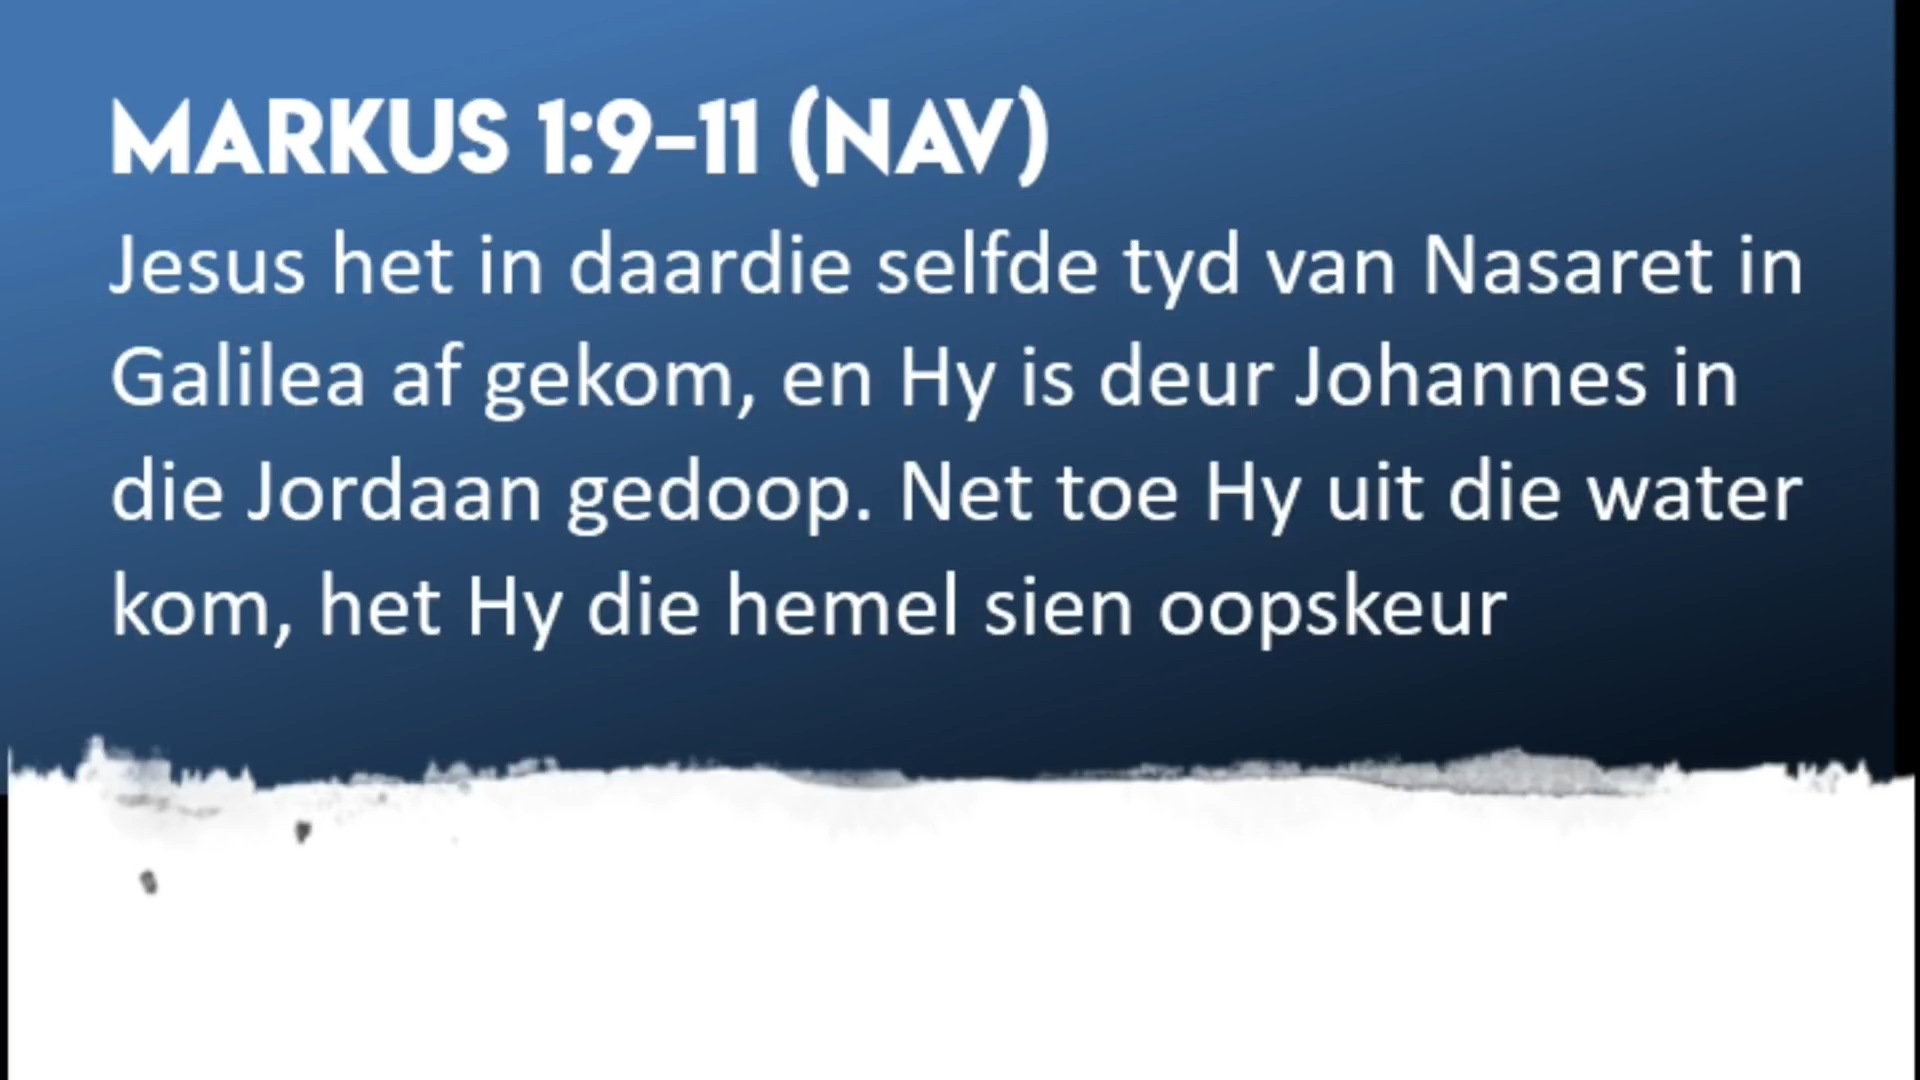 MARKUS 1:9-11 (NAV)
Jesus het in daardie selfde tyd van Nasaret in
Galilea af gekom, en Hy is deur Johannes in
die Jordaan gedoop. Net toe Hy uit die water
kom, het Hy die hemel sien oopskeur